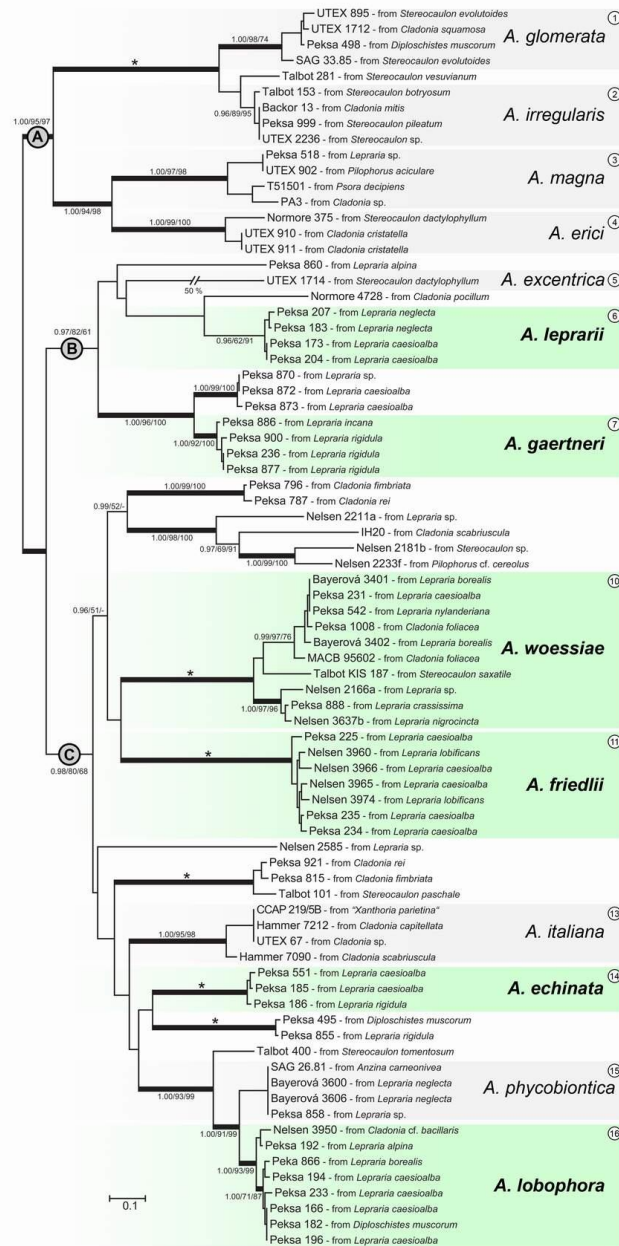 UTEX 895 - from Stereocaulon evolutoides
1
1.00/98/74
UTEX 1712 - from Cladonia squamosa
A. glomerata
Peksa 498 - from Diploschistes muscorum
*
SAG 33.85 - from Stereocaulon evolutoides
Talbot 281 - from Stereocaulon vesuvianum
Talbot 153 - from Stereocaulon botryosum
2
Backor 13 - from Cladonia mitis
A. irregularis
0.96/89/95
Peksa 999 - from Stereocaulon pileatum
1.00/95/97
A
UTEX 2236 - from Stereocaulon sp.
Peksa 518 - from Lepraria sp.
3
1.00/97/98
UTEX 902 - from Pilophorus aciculare
A. magna
T51501 - from Psora decipiens
PA3 - from Cladonia sp.
1.00/94/98
Normore 375 - from Stereocaulon dactylophyllum
4
1.00/99/100
UTEX 910 - from Cladonia cristatella
A. erici
UTEX 911 - from Cladonia cristatella
Peksa 860 - from Lepraria alpina
UTEX 1714 - from Stereocaulon dactylophyllum
A. excentrica
5
50 %
Normore 4728 - from Cladonia pocillum
Peksa 207 - from Lepraria neglecta
6
Peksa 183 - from Lepraria neglecta
A. leprarii
0.96/62/91
Peksa 173 - from Lepraria caesioalba
0.97/82/61
B
Peksa 204 - from Lepraria caesioalba
Peksa 870 - from Lepraria sp.
1.00/99/100
Peksa 872 - from Lepraria caesioalba
Peksa 873 - from Lepraria caesioalba
1.00/96/100
Peksa 886 - from Lepraria incana
7
Peksa 900 - from Lepraria rigidula
A. gaertneri
1.00/92/100
Peksa 236 - from Lepraria rigidula
Peksa 877 - from Lepraria rigidula
1.00/99/100
Peksa 796 - from Cladonia fimbriata
Peksa 787 - from Cladonia rei
0.99/52/-
Nelsen 2211a - from Lepraria sp.
1.00/98/100
IH20 - from Cladonia scabriuscula
0.97/69/91
Nelsen 2181b - from Stereocaulon sp.
1.00/99/100
Nelsen 2233f - from Pilophorus cf. cereolus
Bayerová 3401 - from Lepraria borealis
10
Peksa 231 - from Lepraria caesioalba
Peksa 542 - from Lepraria nylanderiana
0.96/51/-
Peksa 1008 - from Cladonia foliacea
0.99/97/76
Bayerová 3402 - from Lepraria borealis
A. woessiae
MACB 95602 - from Cladonia foliacea
*
Talbot KIS 187 - from Stereocaulon saxatile
Nelsen 2166a - from Lepraria sp.
Peksa 888 - from Lepraria crassissima
1.00/97/96
Nelsen 3637b - from Lepraria nigrocincta
Peksa 225 - from Lepraria caesioalba
11
C
*
Nelsen 3960 - from Lepraria lobificans
0.98/80/68
Nelsen 3966 - from Lepraria caesioalba
Nelsen 3965 - from Lepraria caesioalba
A. friedlii
Nelsen 3974 - from Lepraria lobificans
Peksa 235 - from Lepraria caesioalba
Peksa 234 - from Lepraria caesioalba
Nelsen 2585 - from Lepraria sp.
Peksa 921 - from Cladonia rei
*
Peksa 815 - from Cladonia fimbriata
Talbot 101 - from Stereocaulon paschale
CCAP 219/5B - from "Xanthoria parietina"
13
Hammer 7212 - from Cladonia capitellata
A. italiana
1.00/95/98
UTEX 67 - from Cladonia sp.
Hammer 7090 - from Cladonia scabriuscula
Peksa 551 - from Lepraria caesioalba
14
*
Peksa 185 - from Lepraria caesioalba
A. echinata
Peksa 186 - from Lepraria rigidula
*
Peksa 495 - from Diploschistes muscorum
Peksa 855 - from Lepraria rigidula
Talbot 400 - from Stereocaulon tomentosum
SAG 26.81 - from Anzina carneonivea
15
Bayerová 3600 - from Lepraria neglecta
A. phycobiontica
1.00/93/99
Bayerová 3606 - from Lepraria neglecta
Peksa 858 - from Lepraria sp.
1.00/91/99
Nelsen 3950 - from Cladonia cf. bacillaris
16
Peksa 192 - from Lepraria alpina
1.00/93/99
Peka 866 - from Lepraria borealis
Peksa 194 - from Lepraria caesioalba
A. lobophora
1.00/71/87
Peksa 233 - from Lepraria caesioalba
Peksa 166 - from Lepraria caesioalba
0.1
Peksa 182 - from Diploschistes muscorum
Peksa 196 - from Lepraria caesioalba